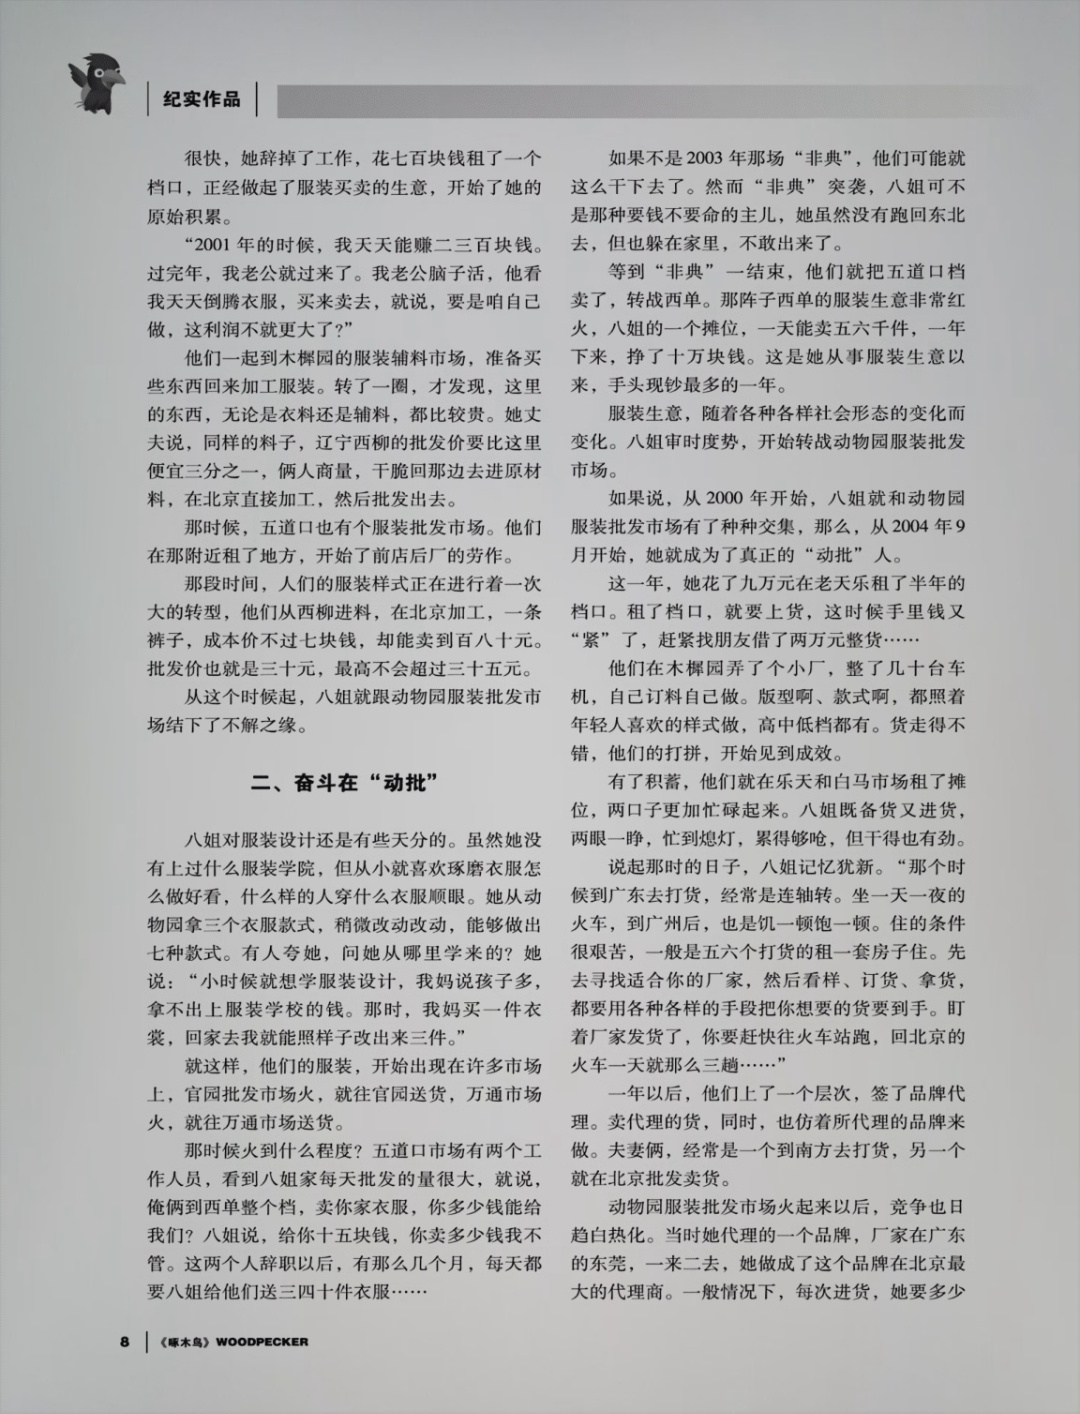 纪实作品
很快，她辞掉了工作，花七百块钱租了一个
档口，正经做起了服装买卖的生意，开始了她的
原始积累。
“2001 年的时候，我天天能赚二三百块钱。
过完年，我老公就过来了。我老公脑子活，他看
我天天倒腾衣服，买来卖去，就说，要是咱自己
做，这利润不就更大了?”
他们一起到木樨园的服装辅料市场，准备买
些东西回来加工服装。转了一圈，才发现，这里
的东西，无论是衣料还是辅料，都比较贵。她丈
夫说，同样的料子，辽宁西柳的批发价要比这里
便宜三分之一，俩人商量，干脆回那边去进原材
料，在北京直接加工，然后批发出去。
那时候，五道口也有个服装批发市场。他们
在那附近租了地方，开始了前店后厂的劳作。
那段时间，人们的服装样式正在进行着一次
大的转型，他们从西柳进料，在北京加工，一条
裤子，成本价不过七块钱，却能卖到百八十元。
批发价也就是三十元，最高不会超过三十五元。
从这个时候起，八姐就跟动物园服装批发市
场结下了不解之缘。
二、奋斗在“动批”
八姐对服装设计还是有些天分的。虽然她没
有上过什么服装学院，但从小就喜欢琢磨衣服怎
么做好看，什么样的人穿什么衣服顺眼。她从动
物园拿三个衣服款式，稍微改动改动，能够做出
七种款式。有人夸她，问她从哪里学来的？她
说：“小时候就想学服装设计，我妈说孩子多，
拿不出上服装学校的钱。那时，我妈买一件衣
裳，回家去我就能照样子改出来三件。”
就这样，他们的服装，开始出现在许多市场
上，官园批发市场火，就往官园送货，万通市场
火，就往万通市场送货。
那时候火到什么程度？五道口市场有两个工
作人员，看到八姐家每天批发的量很大，就说，
俺俩到西单整个档，卖你家衣服，你多少钱能给
我们？八姐说，给你十五块钱，你卖多少钱我不
管。这两个人辞职以后，有那么几个月，每天都
要八姐给他们送三四十件衣服……
如果不是 2003 年那场“非典”，他们可能就
这么干下去了。然而“非典”突袭，八姐可不
是那种要钱不要命的主儿，她虽然没有跑回东北
去，但也躲在家里，不敢出来了。
等到“非典”一结束，他们就把五道口档
卖了，转战西单。那阵子西单的服装生意非常红
火，八姐的一个摊位，一天能卖五六千件，一年
下来，挣了十万块钱。这是她从事服装生意以
来，手头现钞最多的一年。
服装生意，随着各种各样社会形态的变化而
变化。八姐审时度势，开始转战动物园服装批发
市场。
如果说，从 2000 年开始，八姐就和动物园
服装批发市场有了种种交集，那么，从 2004 年 9
月开始，她就成为了真正的“动批”人。
这一年，她花了九万元在老天乐租了半年的
档口。租了档口，就要上货，这时候手里钱又
“紧”了，赶紧找朋友借了两万元整货……
他们在木樨园弄了个小厂，整了几十台车
机，自己订料自己做。版型啊、款式啊，都照着
年轻人喜欢的样式做，高中低档都有。货走得不
错，他们的打拼，开始见到成效。
有了积蓄，他们就在乐天和白马市场租了摊
位，两口子更加忙碌起来。八姐既备货又进货，
两眼一睁，忙到熄灯，累得够呛，但干得也有劲。
说起那时的日子，八姐记忆犹新。“那个时
候到广东去打货，经常是连轴转。坐一天一夜的
火车，到广州后，也是饥一顿饱一顿。住的条件
很艰苦，一般是五六个打货的租一套房子住。先
去寻找适合你的厂家，然后看样、订货、拿货，
都要用各种各样的手段把你想要的货要到手。盯
着厂家发货了，你要赶快往火车站跑，回北京的
火车一天就那么三趟……”
一年以后，他们上了一个层次，签了品牌代
理。卖代理的货，同时，也仿着所代理的品牌来
做。夫妻俩，经常是一个到南方去打货，另一个
就在北京批发卖货。
动物园服装批发市场火起来以后，竞争也日
趋白热化。当时她代理的一个品牌，厂家在广东
的东莞，一来二去，她做成了这个品牌在北京最
大的代理商。一般情况下，每次进货，她要多少
8 《啄木鸟》WOODPECKER